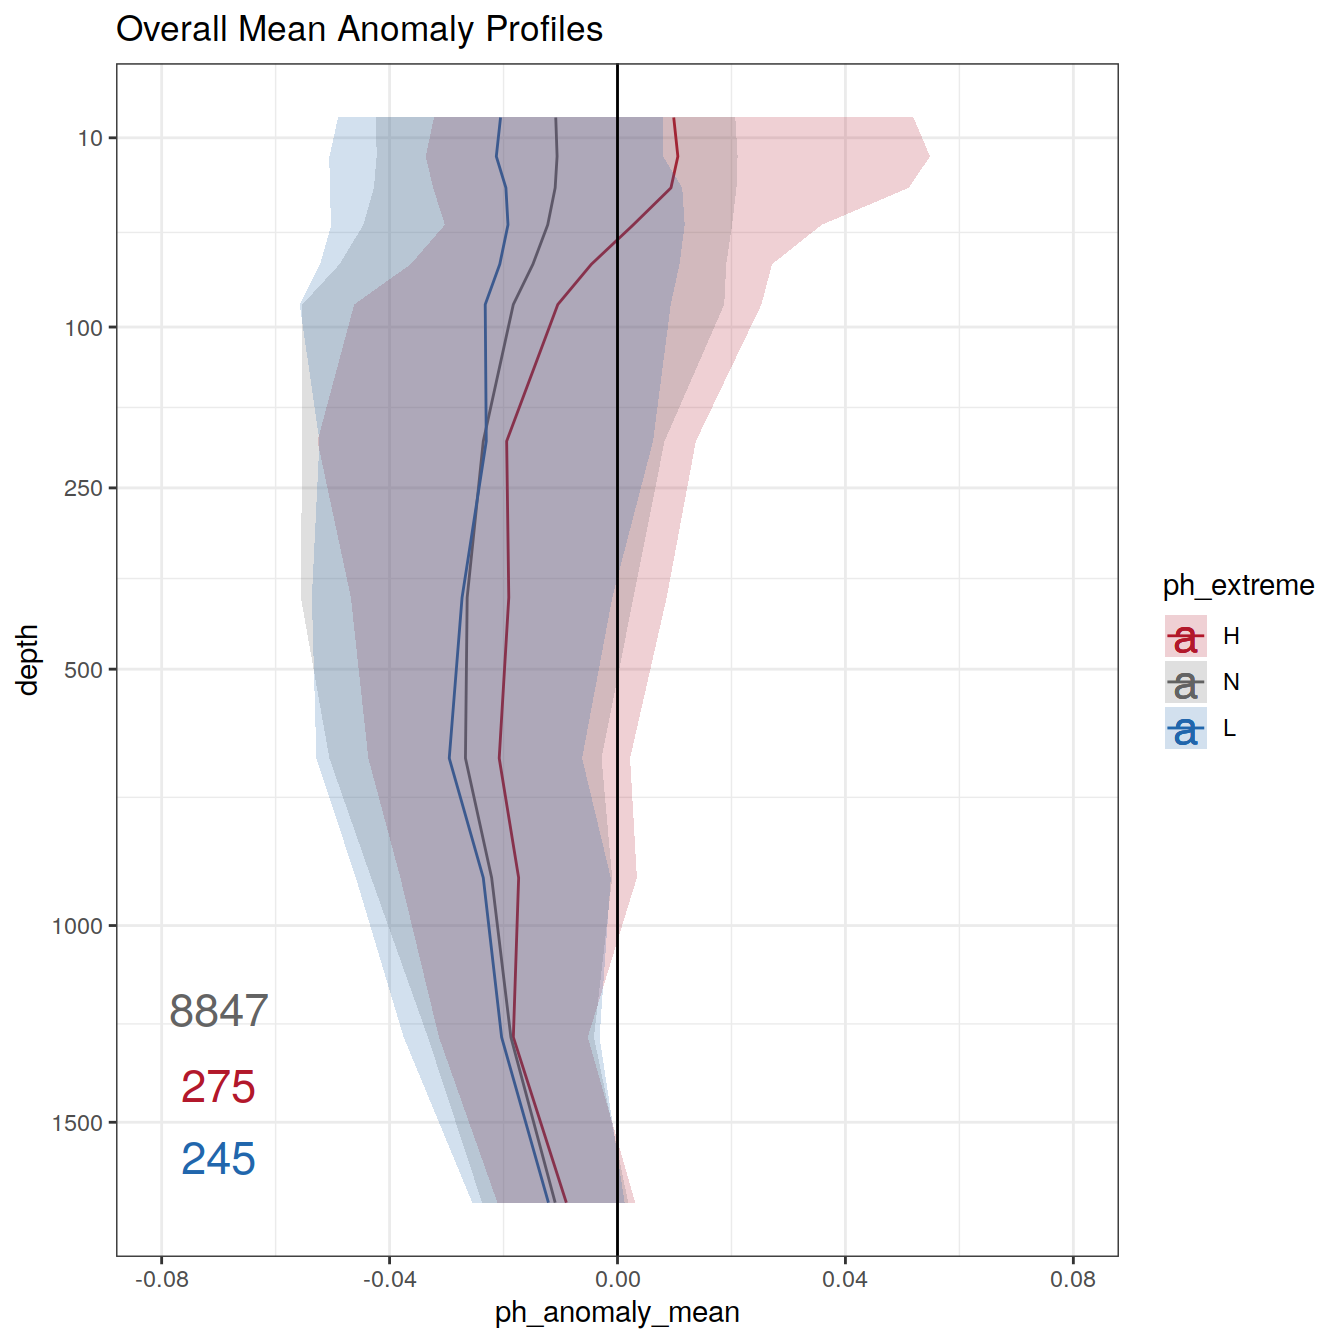 Overall Mean Anomaly Profiles
10
100
250
500
1000
1500
depth
8847
275
245
-0.08 -0.04 0.00 0.04 0.08
ph_anomaly_mean
ph_extreme
a H
a N
a L